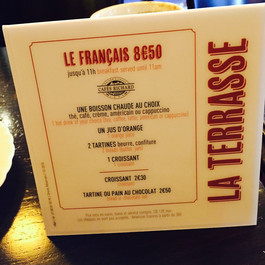 LE FRANÇAIS 8€50
jusqu'à 11h breakfast served until 11am
CAFÉS RICHARD
UNE BOISSON CHAUDE AU CHOIX
thé, café, crème, américain ou cappuccino
UN JUS D'ORANGE
2 TARTINES beurre, confiture
1 CROISSANT
CROISSANT 2€30
TARTINE OU PAIN AU CHOCOLAT 2€50
LA TERRASSE